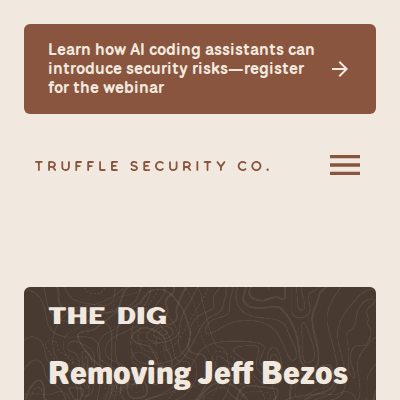 Learn how AI coding assistants can
introduce security risks—register
for the webinar
TRUFFLE SECURITY CO.
THE DIG
Removing Jeff Bezos